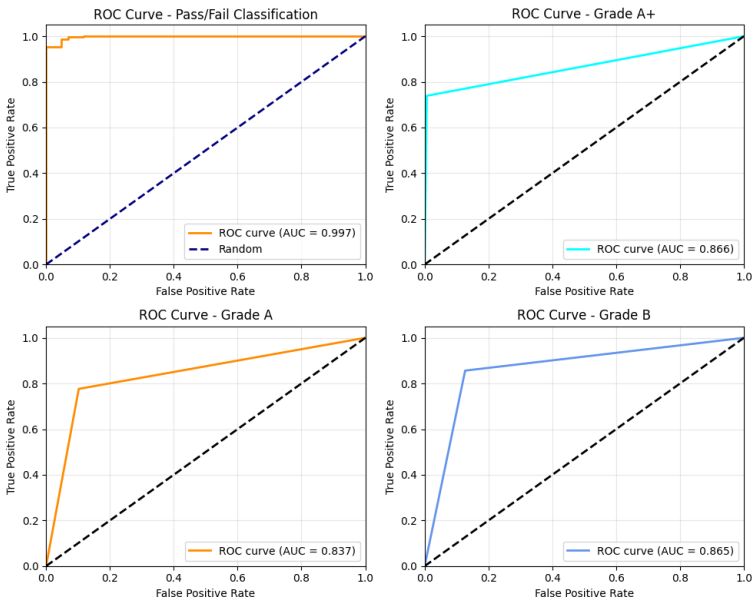 ROC Curve - Pass/Fail Classification
True Positive Rate
1.0
0.8
0.6
0.4
0.2
0.0
ROC curve (AUC = 0.997)
Random
0.0 0.2 0.4 0.6 0.8 1.0
False Positive Rate
ROC Curve - Grade A+
True Positive Rate
1.0
0.8
0.6
0.4
0.2
0.0
ROC curve (AUC = 0.866)
0.0 0.2 0.4 0.6 0.8 1.0
False Positive Rate
ROC Curve - Grade A
True Positive Rate
1.0
0.8
0.6
0.4
0.2
0.0
ROC curve (AUC = 0.837)
0.0 0.2 0.4 0.6 0.8 1.0
False Positive Rate
ROC Curve - Grade B
True Positive Rate
1.0
0.8
0.6
0.4
0.2
0.0
ROC curve (AUC = 0.865)
0.0 0.2 0.4 0.6 0.8 1.0
False Positive Rate